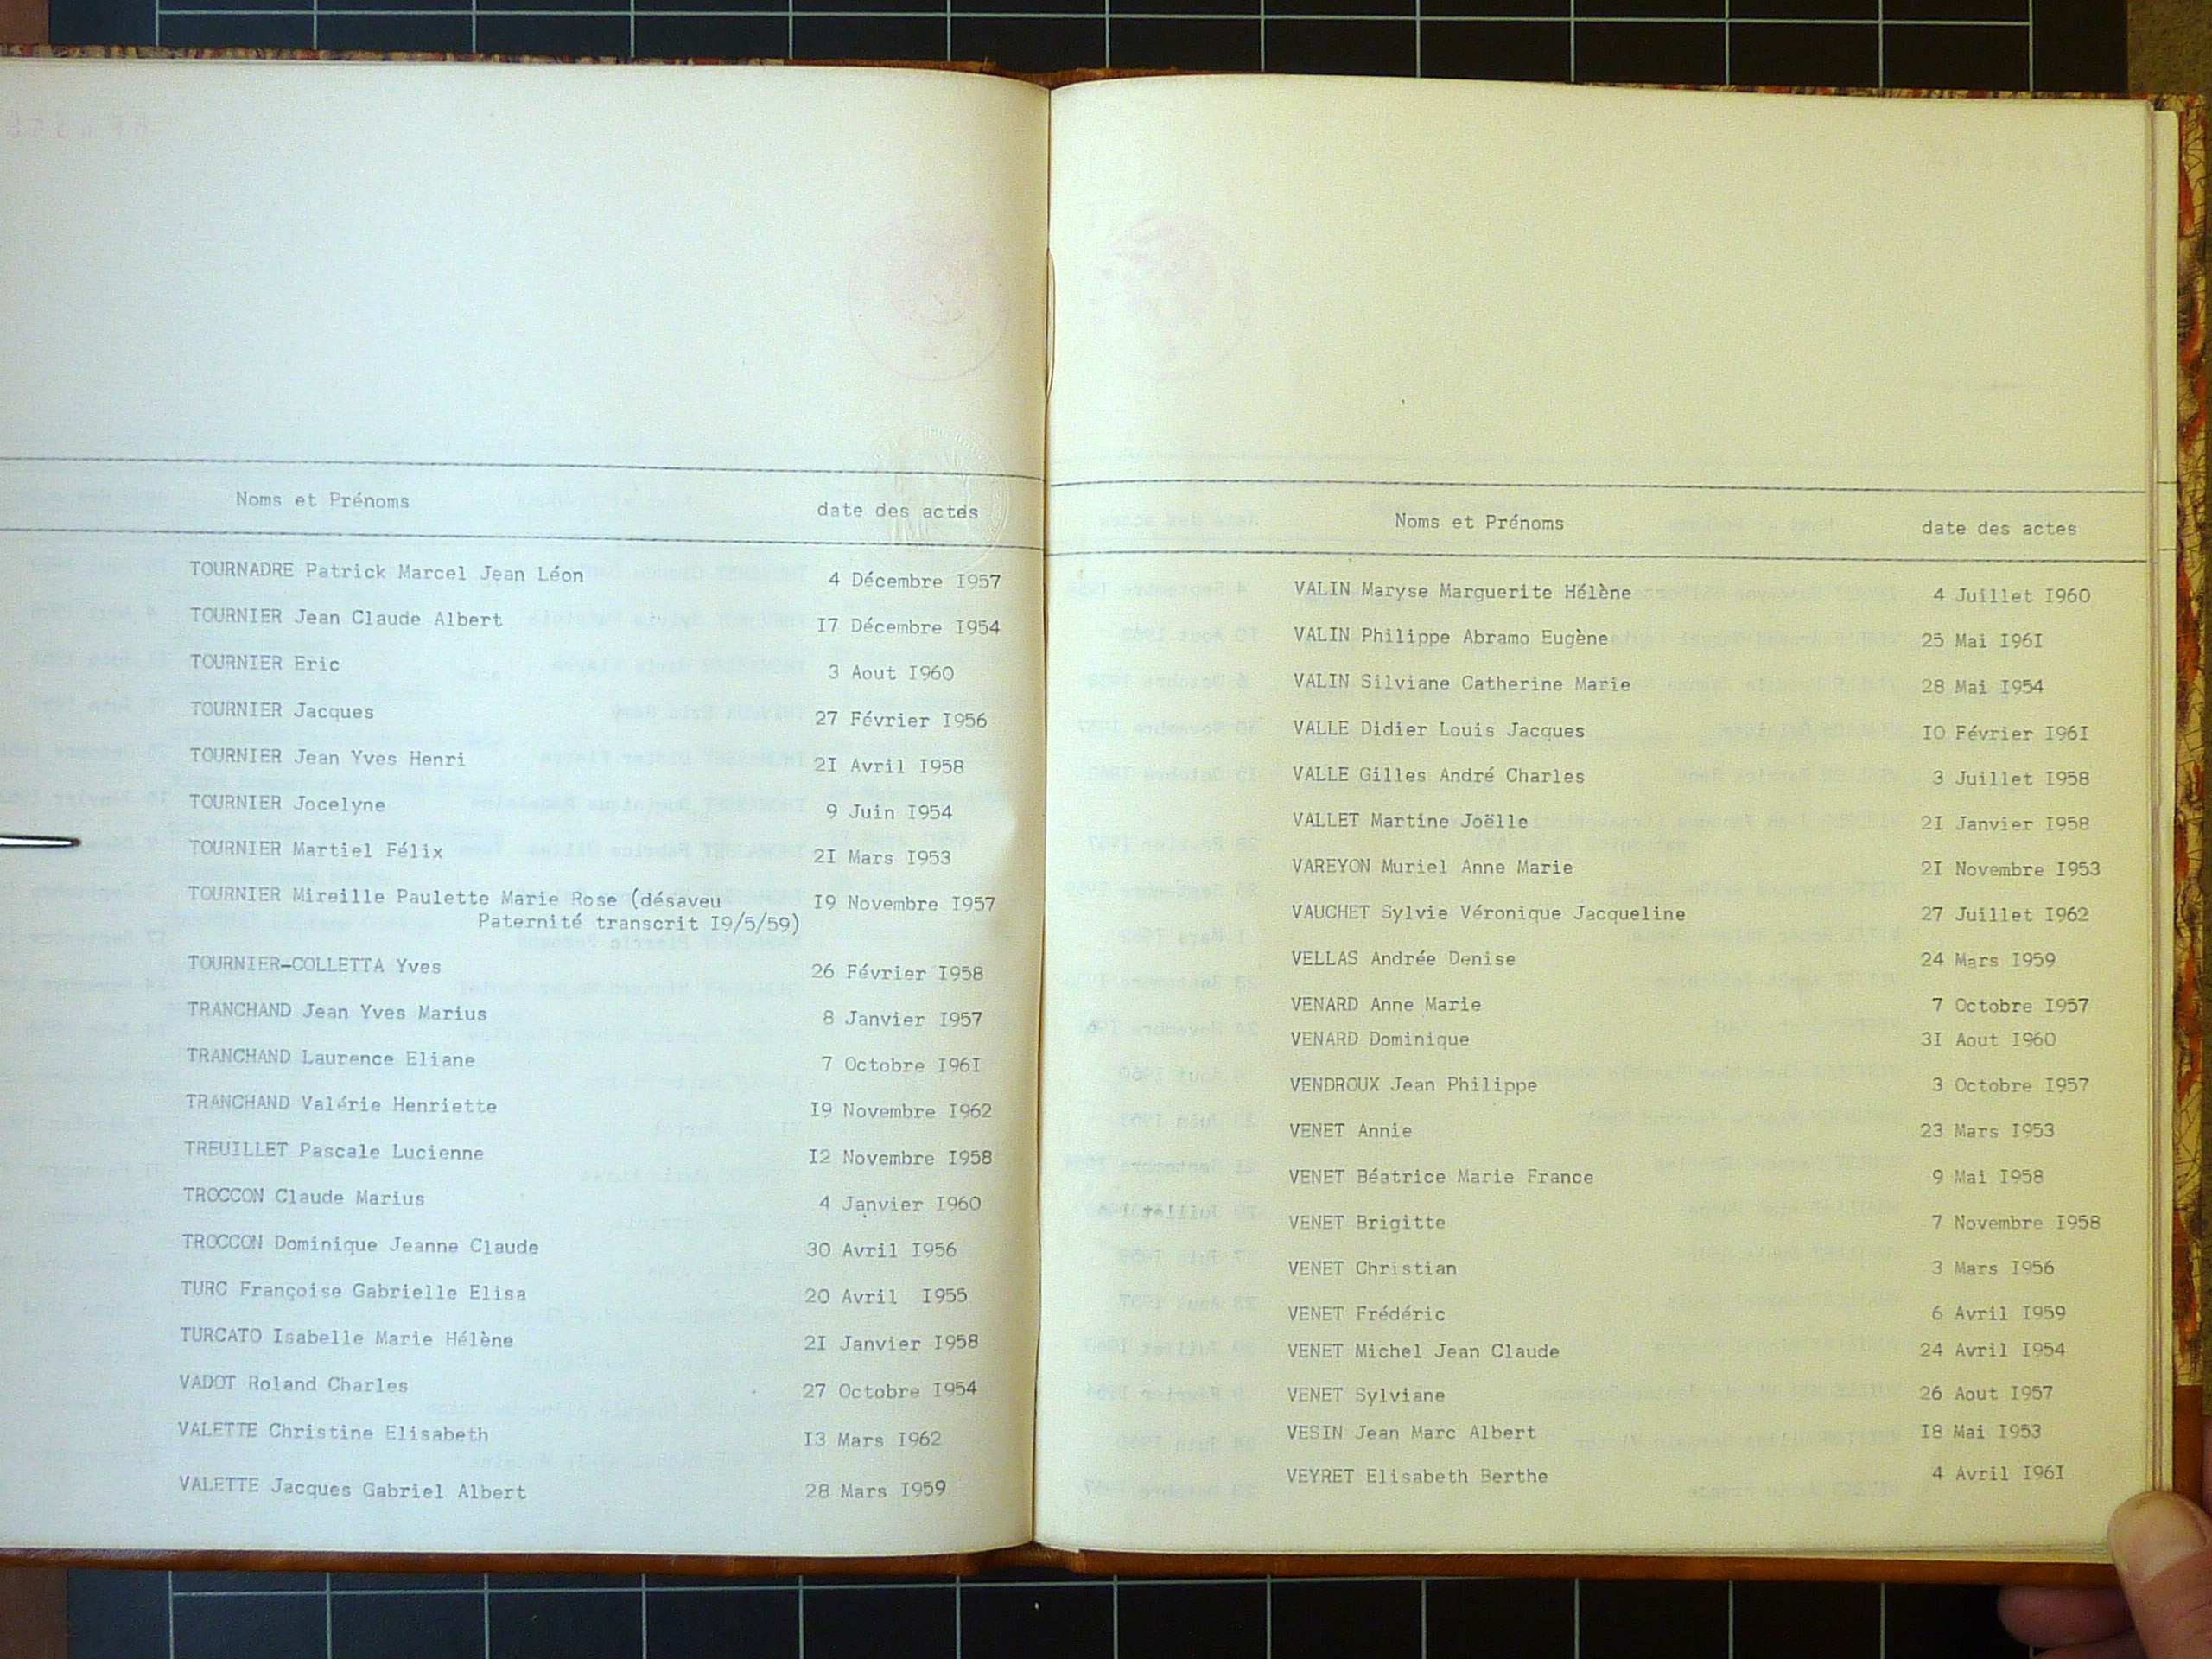 Noms et Prénoms date des actes
TOURNADRE Patrick Marcel Jean Léon 4 Décembre I957
TOURNIER Jean Claude Albert I7 Décembre I954
TOURNIER Eric 3 Aout I960
TOURNIER Jacques 27 Février I956
TOURNIER Jean Yves Henri 2I Avril I958
TOURNIER Jocelyne 9 Juin I954
TOURNIER Martiel Félix 2I Mars I953
TOURNIER Mireille Paulette Marie Rose (désaveu I9 Novembre I957
Paternité transcrit I9/5/59)
TOURNIER-COLLETTA Yves 26 Février I958
TRANCHAND Jean Yves Marius 8 Janvier I957
TRANCHAND Laurence Eliane 7 Octobre I96I
TRANCHAND Valérie Henriette I9 Novembre I962
TREUILLET Pascale Lucienne I2 Novembre I958
TROCCON Claude Marius 4 Janvier I960
TROCCON Dominique Jeanne Claude 30 Avril I956
TURC Françoise Gabrielle Elisa 20 Avril I955
TURCATO Isabelle Marie Hélène 2I Janvier I958
VADOT Roland Charles 27 Octobre I954
VALETTE Christine Elisabeth I3 Mars I962
VALETTE Jacques Gabriel Albert 28 Mars I959
Noms et Prénoms date des actes
VALIN Maryse Marguerite Hélène 4 Juillet I960
VALIN Philippe Abramo Eugène 25 Mai I96I
VALIN Silviane Catherine Marie 28 Mai I954
VALLE Didier Louis Jacques I0 Février I96I
VALLE Gilles André Charles 3 Juillet I958
VALLET Martine Joëlle 2I Janvier I958
VAREYON Muriel Anne Marie 2I Novembre I953
VAUCHET Sylvie Véronique Jacqueline 27 Juillet I962
VELLAS Andrée Denise 24 Mars I959
VENARD Anne Marie 7 Octobre I957
VENARD Dominique 3I Aout I960
VENDROUX Jean Philippe 3 Octobre I957
VENET Annie 23 Mars I953
VENET Béatrice Marie France 9 Mai I958
VENET Brigitte 7 Novembre I958
VENET Christian 3 Mars I956
VENET Frédéric 6 Avril I959
VENET Michel Jean Claude 24 Avril I954
VENET Sylviane 26 Aout I957
VESIN Jean Marc Albert I8 Mai I953
VEYRET Elisabeth Berthe 4 Avril I96I